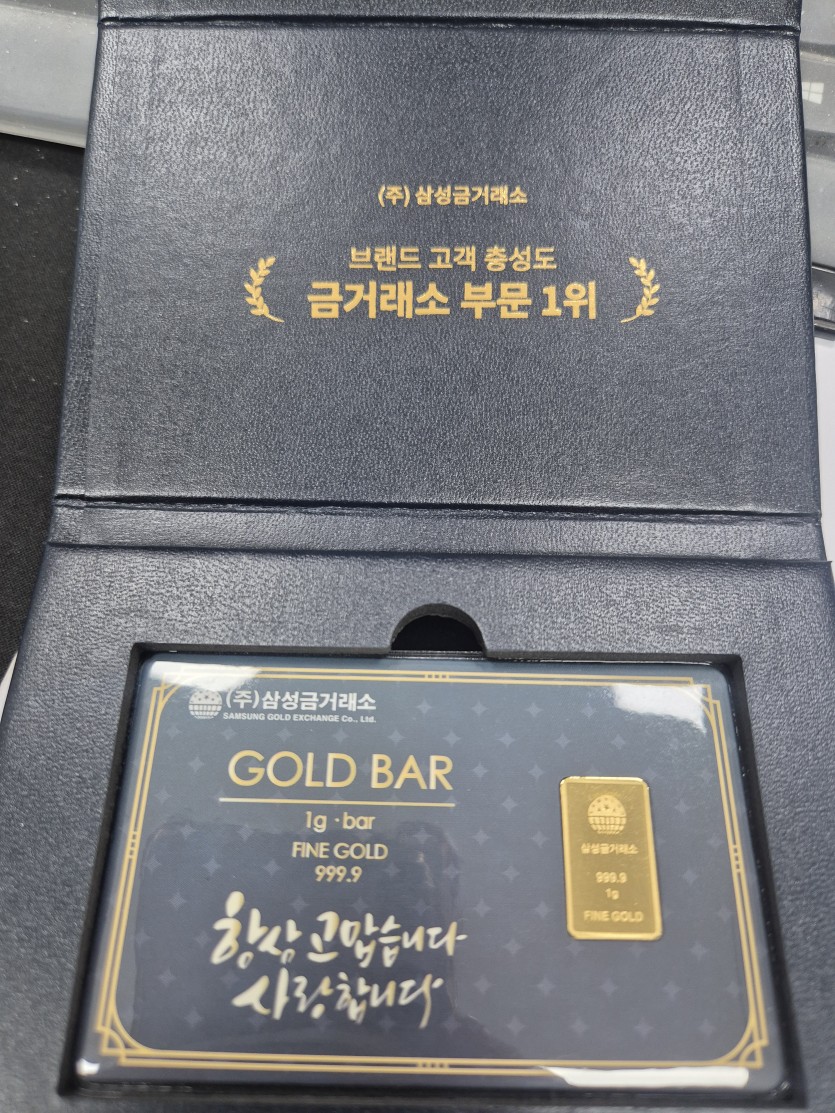 (주) 삼성금거래소
브랜드 고객 충성도
금거래소 부문 1위
(주)삼성금거래소
SAMSUNG GOLD EXCHANGE Co., Ltd.
GOLD BAR
1g ·bar
FINE GOLD
999.9
항상 고맙습니다
사랑합니다
삼성금거래소
999.9
1g
FINE GOLD